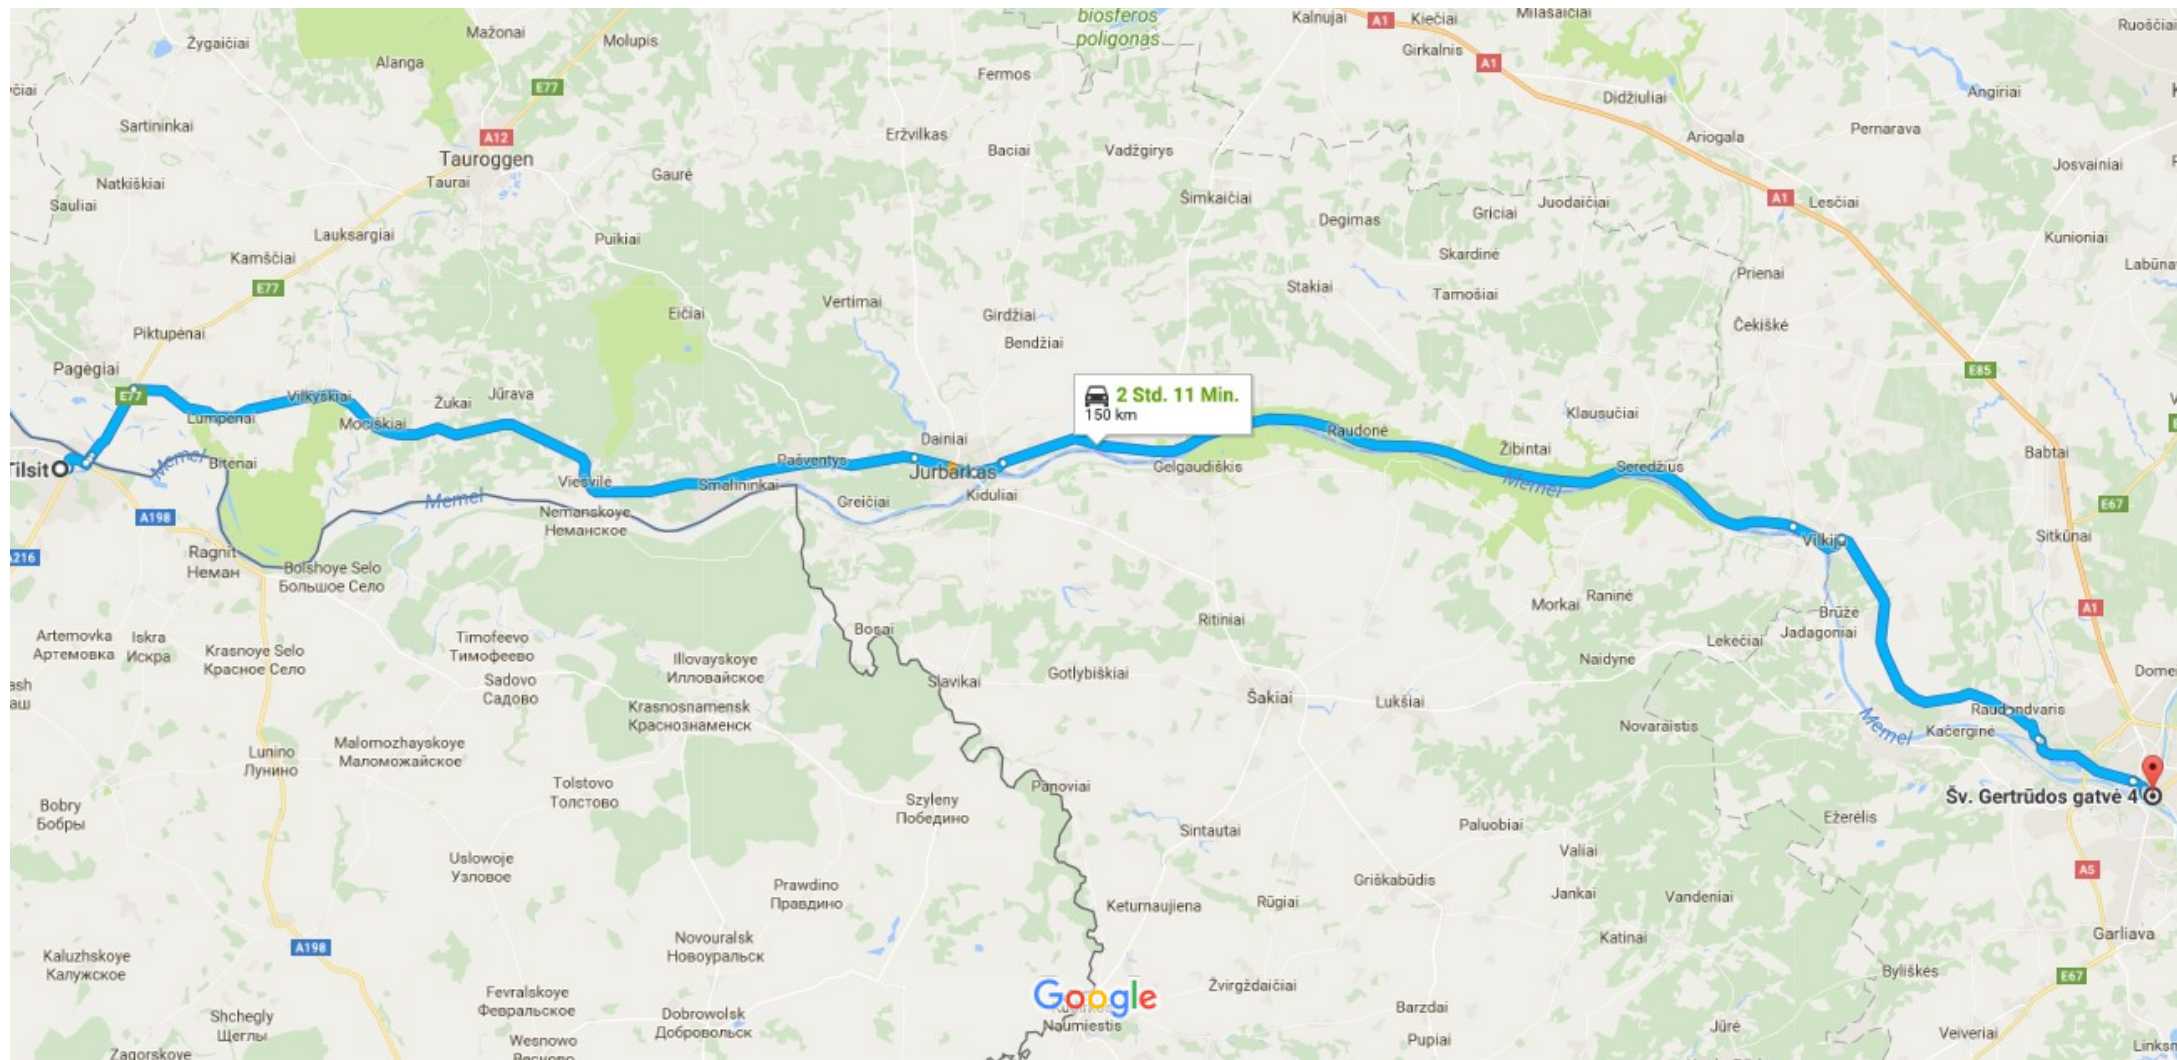 biosferos
poligonas
Kalnujai
A1
Kiečiai
Milašaičiai
Mažonai
Molupis
Žygaičiai
Alanga
Fermos
Girkalnis
A1
Didžiuliai
Angiriai
E77
Sartininkai
A12
Tauroggen
Taurai
Eržvilkas
Baciai
Vadžgirys
Ariogala
Pernarava
Josvainiai
Natkiškiai
Sauliai
Gaurė
Šimkaičiai
Degimas
Griciai
Juodaičiai
A1
Lesčiai
Lauksargiai
Puikiai
Kunioniai
Kamščiai
E77
Skardinė
Prienai
Stakiai
Tamošiai
Vertimai
Girdžiai
Eičiai
Bendžiai
Čekiškė
Piktupėnai
Pagėgiai
E77
E85
Vilkyškiai
Žukai
Jūrava
2 Std. 11 Min.
150 km
Lumpėnai
Mociškiai
Klausučiai
Dainiai
Raudonė
Žibintai
Babtai
Tilsit
Memel
Bitėnai
Pašventys
Jurbarkas
Gelgaudiškis
Seredžius
Viešvilė
Smalininkai
Memel
Memel
Kiduliai
Greičiai
E67
A198
Nemanskoye
Неманское
Vilkija
Sitkūnai
Ragnit
Неман
Bolshoye Selo
Большое Село
Morkai
Raninė
A1
Brūžė
Jadagoniai
Lekėčiai
Artemovka
Артемовка
Iskra
Искра
Krasnoye Selo
Красное Село
Timofeevo
Тимофеево
Bosai
Ritiniai
Illovayskoye
Илловайское
Naidynė
Gotlybiškiai
Slavikai
Sadovo
Садово
Šakiai
Lukšiai
Krasnosnamensk
Краснознаменск
Novaraistis
Raudondvaris
Kačerginė
Memel
Malomozhayskoye
Маломожайское
Lunino
Лунино
Tolstovo
Толстово
Panoviai
Šv. Gertrūdos gatvė 4
Bobry
Бобры
Szyleny
Победино
Sintautai
Paluobiai
Ežerėlis
Valiai
Uslowoje
Узловое
A5
Prawdino
Правдино
Griškabūdis
Jankai
Vandeniai
Keturnaujiena
Rūgiai
Garliava
Novouralsk
Новоуральск
Katinai
A198
Kaluzhskoye
Калужское
Byliškės
E67
Žvirgždaičiai
Fevralskoye
Февральское
Google
Naumiestis
Barzdai
Dobrowolsk
Добровольск
Shchegly
Щеглы
Jūrė
Veiveriai
Wesnowo
Pupiai
Zagorskoye